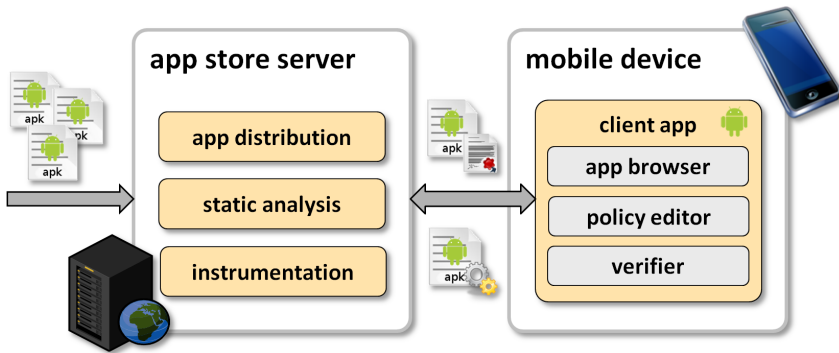 app store server
mobile device
apk
pk
apk
app distribution
static analysis
instrumentation
apk
apk
client app
app browser
policy editor
verifier